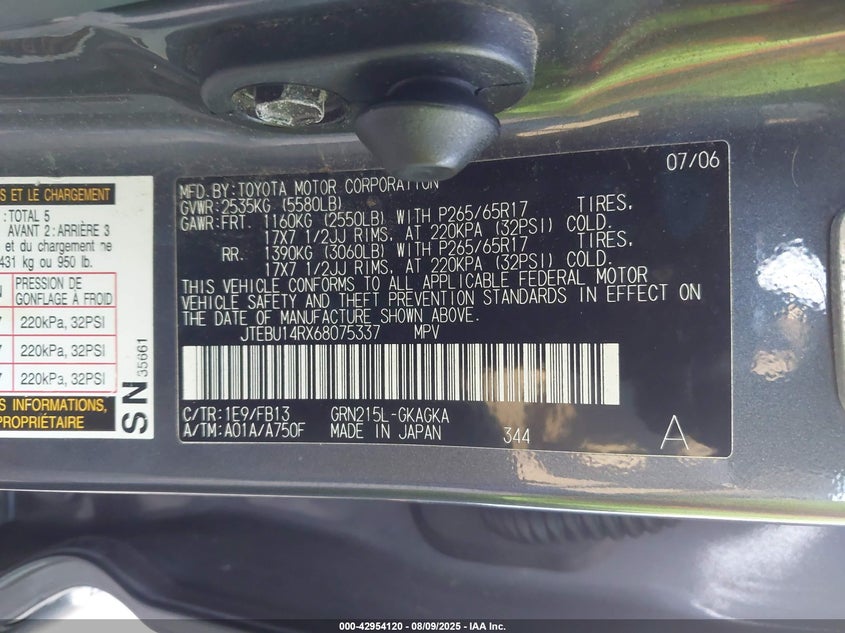 S ET LE CHARGEMENT
: TOTAL 5
AVANT 2: ARRIÈRE 3
et du chargement ne
431 kg ou 950 lb.
PRESSION DE
GONFLAGE À FROID
220kPa, 32PSI
220kPa, 32PSI
220kPa, 32PSI
S INFORMATIONS,
PROPRIÉTAIRE
SN 35661
07/06
MFD.BY:TOYOTA MOTOR CORPORATION
GVWR:2535KG (5580LB)
GAWR:FRT. 1160KG (2550LB) WITH P265/65R17 TIRES,
17X7 1/2JJ RIMS, AT 220KPA (32PSI) COLD.
RR. 1390KG (3060LB) WITH P265/65R17 TIRES,
17X7 1/2JJ RIMS, AT 220KPA (32PSI) COLD.
THIS VEHICLE CONFORMS TO ALL APPLICABLE FEDERAL MOTOR
VEHICLE SAFETY AND THEFT PREVENTION STANDARDS IN EFFECT ON
THE DATE OF MANUFACTURE SHOWN ABOVE.
JTEBU14RX68075337 MPV
C/TR:1E9/FB13 GRN215L-GKAGKA
A/TM:A01A/A750F MADE IN JAPAN 344 A
000-42954120 - 08/09/2025 - IAA Inc.